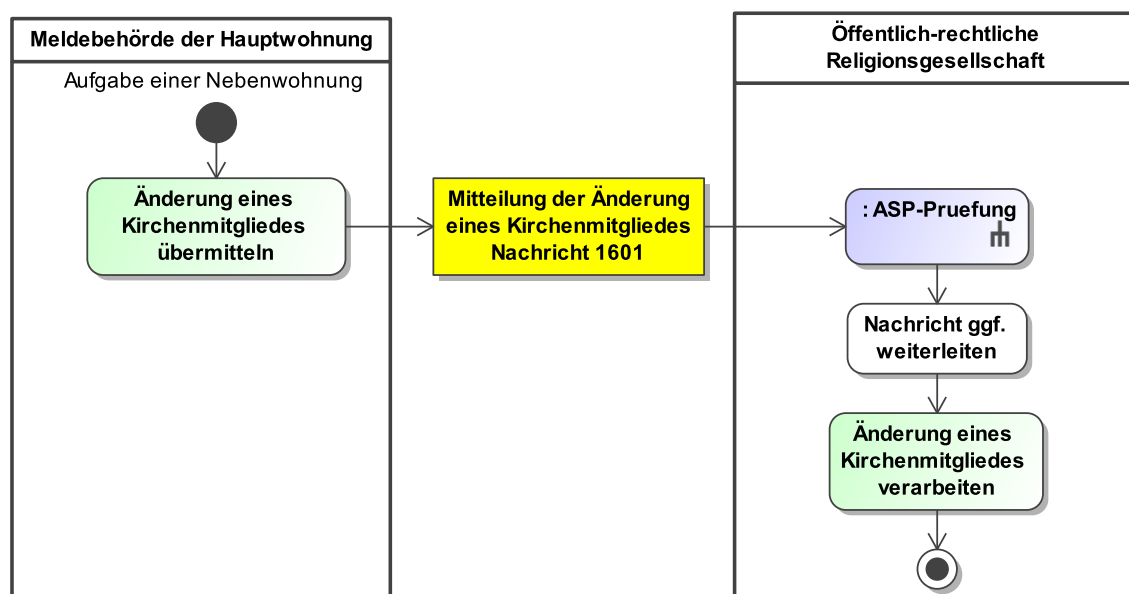 Meldebehörde der Hauptwohnung
Aufgabe einer Nebenwohnung
Änderung eines
Kirchenmitgliedes
übermitteln
Mitteilung der Änderung
eines Kirchenmitgliedes
Nachricht 1601
Öffentlich-rechtliche
Religionsgesellschaft
: ASP-Pruefung
Nachricht ggf.
weiterleiten
Änderung eines
Kirchenmitgliedes
verarbeiten